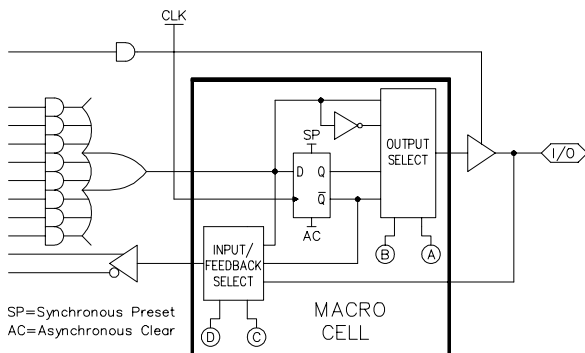 CLK
SP
OUTPUT
SELECT
I/O
D Q
Q
AC
INPUT/
FEEDBACK
SELECT
B
A
D
C
SP=Synchronous Preset
AC=Asynchronous Clear
MACRO
CELL